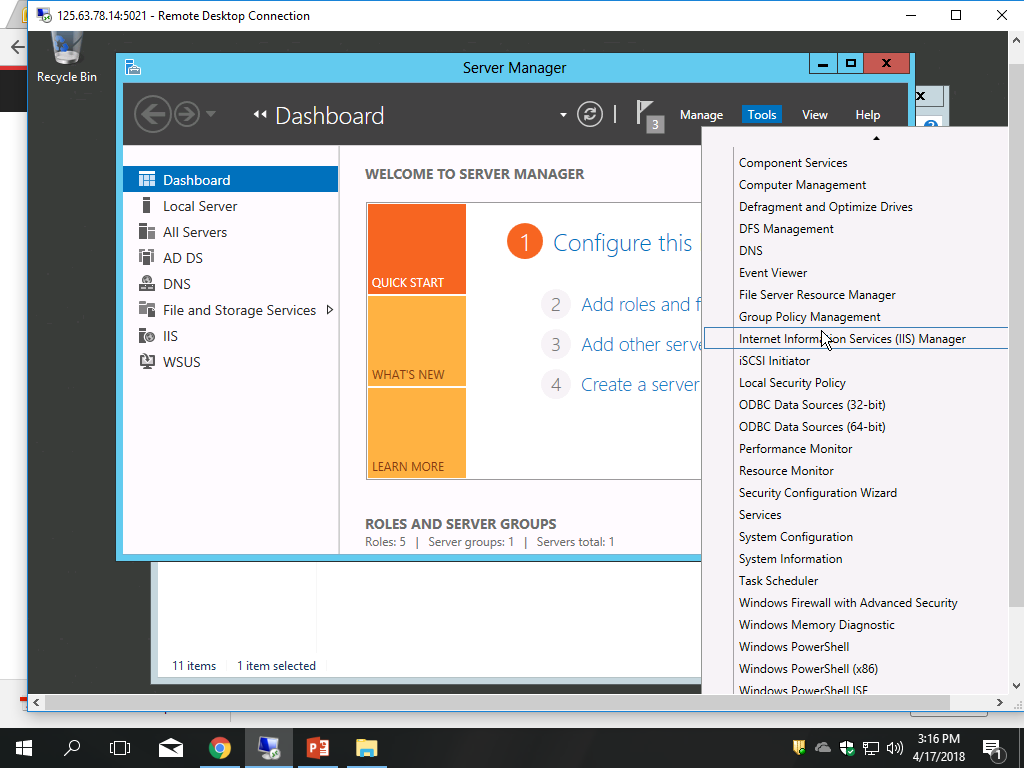 125.63.78.14:5021 - Remote Desktop Connection
Recycle Bin
Server Manager
Dashboard
3
Manage
Tools
View
Help
Dashboard
Local Server
All Servers
AD DS
DNS
File and Storage Services
IIS
WSUS
WELCOME TO SERVER MANAGER
QUICK START
WHAT'S NEW
LEARN MORE
1 Configure this
2 Add roles and f
3 Add other serve
4 Create a server
ROLES AND SERVER GROUPS
Roles: 5 | Server groups: 1 | Servers total: 1
Component Services
Computer Management
Defragment and Optimize Drives
DFS Management
DNS
Event Viewer
File Server Resource Manager
Group Policy Management
Internet Information Services (IIS) Manager
iSCSI Initiator
Local Security Policy
ODBC Data Sources (32-bit)
ODBC Data Sources (64-bit)
Performance Monitor
Resource Monitor
Security Configuration Wizard
Services
System Configuration
System Information
Task Scheduler
Windows Firewall with Advanced Security
Windows Memory Diagnostic
Windows PowerShell
Windows PowerShell (x86)
Windows PowerShell ISE
11 items
1 item selected
3:16 PM
4/17/2018
1